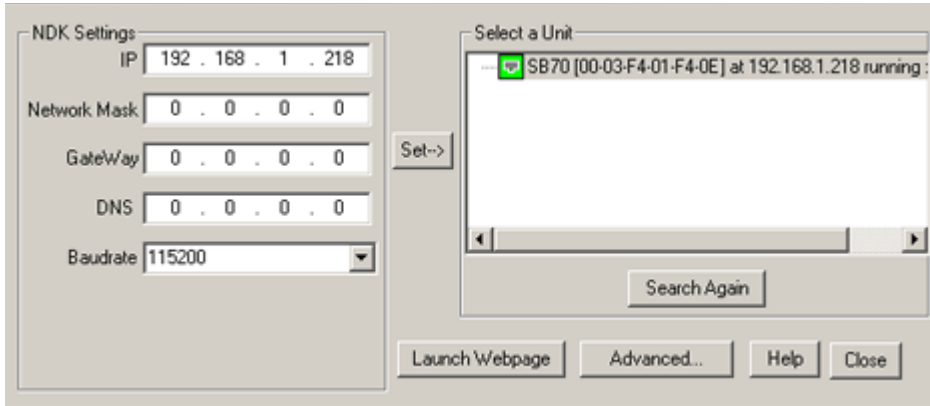 NDK Settings
IP 192 . 168 . 1 . 218
Network Mask 0 . 0 . 0 . 0
GateWay 0 . 0 . 0 . 0
DNS 0 . 0 . 0 . 0
Baudrate 115200
Set-->
Select a Unit
SB70 [00-03-F4-01-F4-0E] at 192.168.1.218 running :
Search Again
Launch Webpage Advanced... Help Close